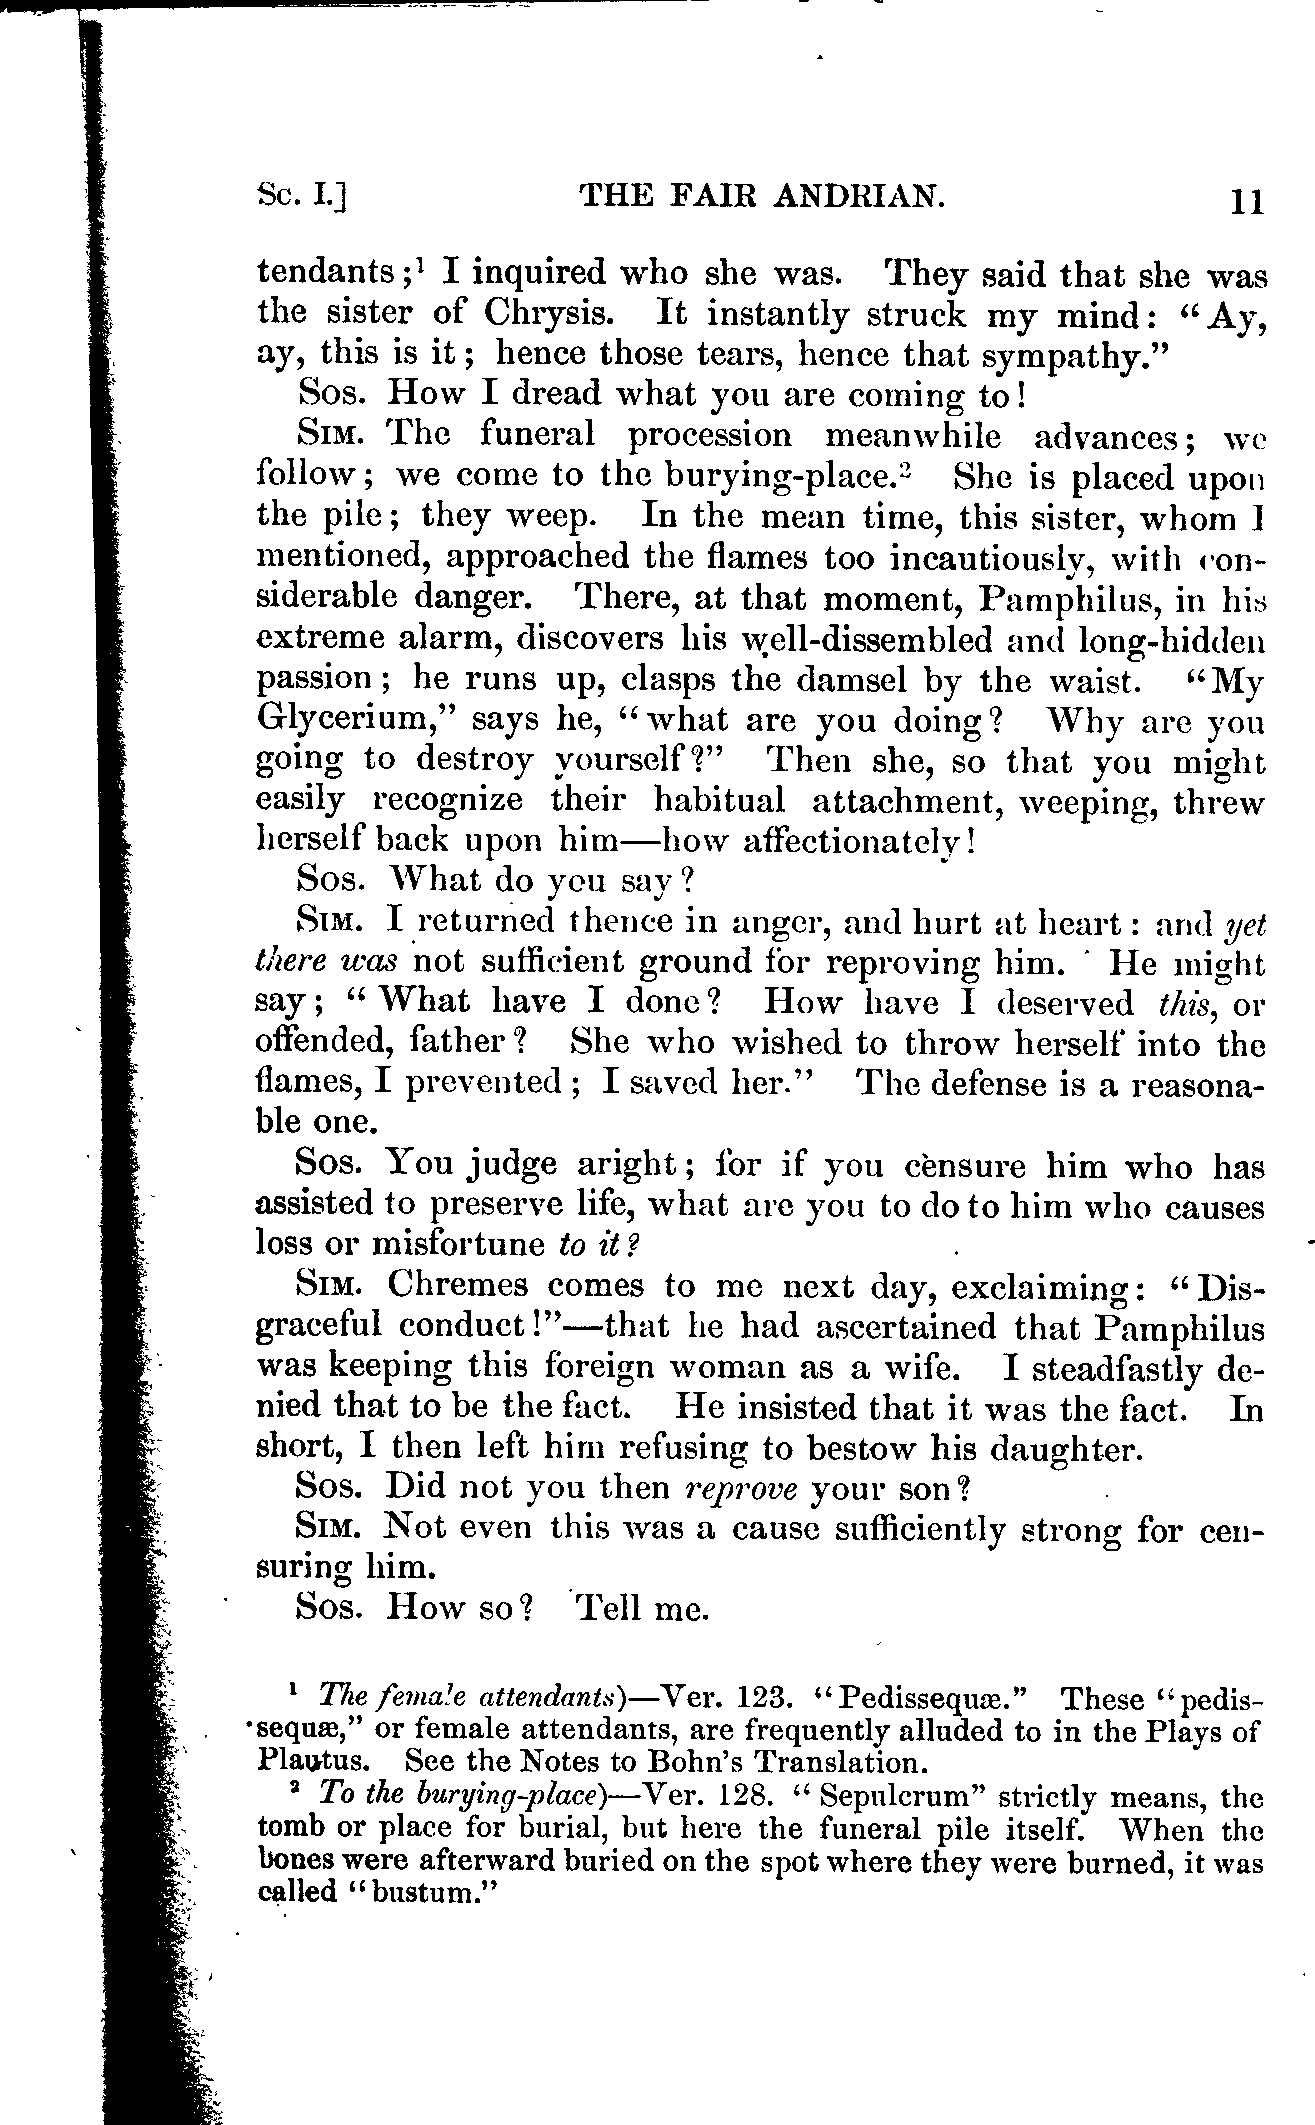 Sc. I.] THE FAIR ANDRIAN. 11
tendants;¹ I inquired who she was. They said that she was
the sister of Chrysis. It instantly struck my mind: "Ay,
ay, this is it; hence those tears, hence that sympathy."
Sos. How I dread what you are coming to!
Sim. The funeral procession meanwhile advances; we
follow; we come to the burying-place.² She is placed upon
the pile; they weep. In the mean time, this sister, whom I
mentioned, approached the flames too incautiously, with con-
siderable danger. There, at that moment, Pamphilus, in his
extreme alarm, discovers his well-dissembled and long-hidden
passion; he runs up, clasps the damsel by the waist. "My
Glycerium," says he, "what are you doing? Why are you
going to destroy yourself?" Then she, so that you might
easily recognize their habitual attachment, weeping, threw
herself back upon him—how affectionately!
Sos. What do you say?
Sim. I returned thence in anger, and hurt at heart: and yet
there was not sufficient ground for reproving him. He might
say; "What have I done? How have I deserved this, or
offended, father? She who wished to throw herself into the
flames, I prevented; I saved her." The defense is a reasona-
ble one.
Sos. You judge aright; for if you censure him who has
assisted to preserve life, what are you to do to him who causes
loss or misfortune to it?
Sim. Chremes comes to me next day, exclaiming: "Dis-
graceful conduct!"—that he had ascertained that Pamphilus
was keeping this foreign woman as a wife. I steadfastly de-
nied that to be the fact. He insisted that it was the fact. In
short, I then left him refusing to bestow his daughter.
Sos. Did not you then reprove your son?
Sim. Not even this was a cause sufficiently strong for cen-
suring him.
Sos. How so? Tell me.
¹ The female attendants)—Ver. 123. "Pedissequæ." These "pedis-
sequæ," or female attendants, are frequently alluded to in the Plays of
Plautus. See the Notes to Bohn's Translation.
² To the burying-place)—Ver. 128. "Sepulcrum" strictly means, the
tomb or place for burial, but here the funeral pile itself. When the
bones were afterward buried on the spot where they were burned, it was
called "bustum."